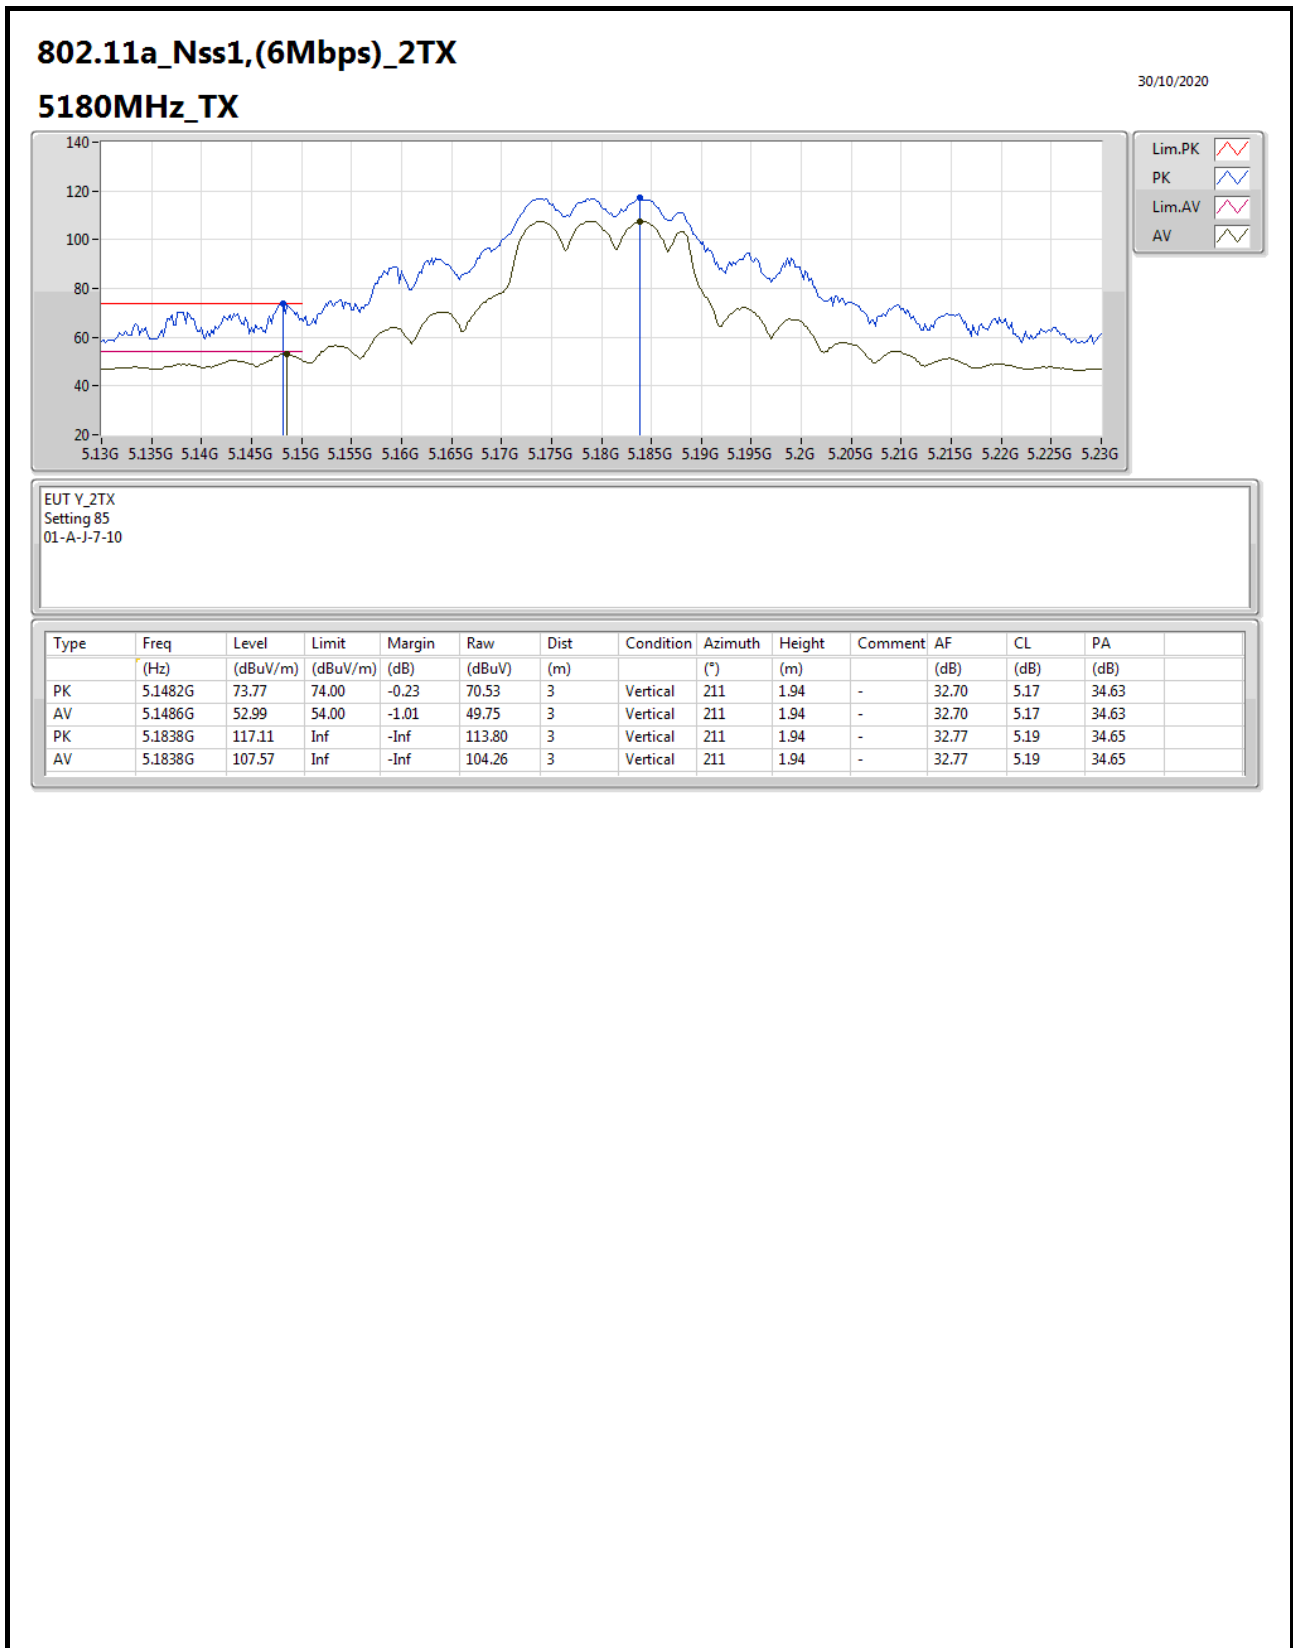 802.11a_Nss1,(6Mbps)_2TX
30/10/2020
5180MHz_TX
140
120
100
80
60
40
20
5.13G 5.135G 5.14G 5.145G 5.15G 5.155G 5.16G 5.165G 5.17G 5.175G 5.18G 5.185G 5.19G 5.195G 5.2G 5.205G 5.21G 5.215G 5.22G 5.225G 5.23G
Lim.PK
PK
Lim.AV
AV
EUT Y_2TX
Setting 85
01-A-J-7-10
Type Freq Level Limit Margin Raw Dist Condition Azimuth Height Comment AF CL PA
(Hz) (dBuV/m) (dBuV/m) (dB) (dBuV) (m) (°) (m) (dB) (dB) (dB)
PK 5.1482G 73.77 74.00 -0.23 70.53 3 Vertical 211 1.94 - 32.70 5.17 34.63
AV 5.1486G 52.99 54.00 -1.01 49.75 3 Vertical 211 1.94 - 32.70 5.17 34.63
PK 5.1838G 117.11 Inf -Inf 113.80 3 Vertical 211 1.94 - 32.77 5.19 34.65
AV 5.1838G 107.57 Inf -Inf 104.26 3 Vertical 211 1.94 - 32.77 5.19 34.65